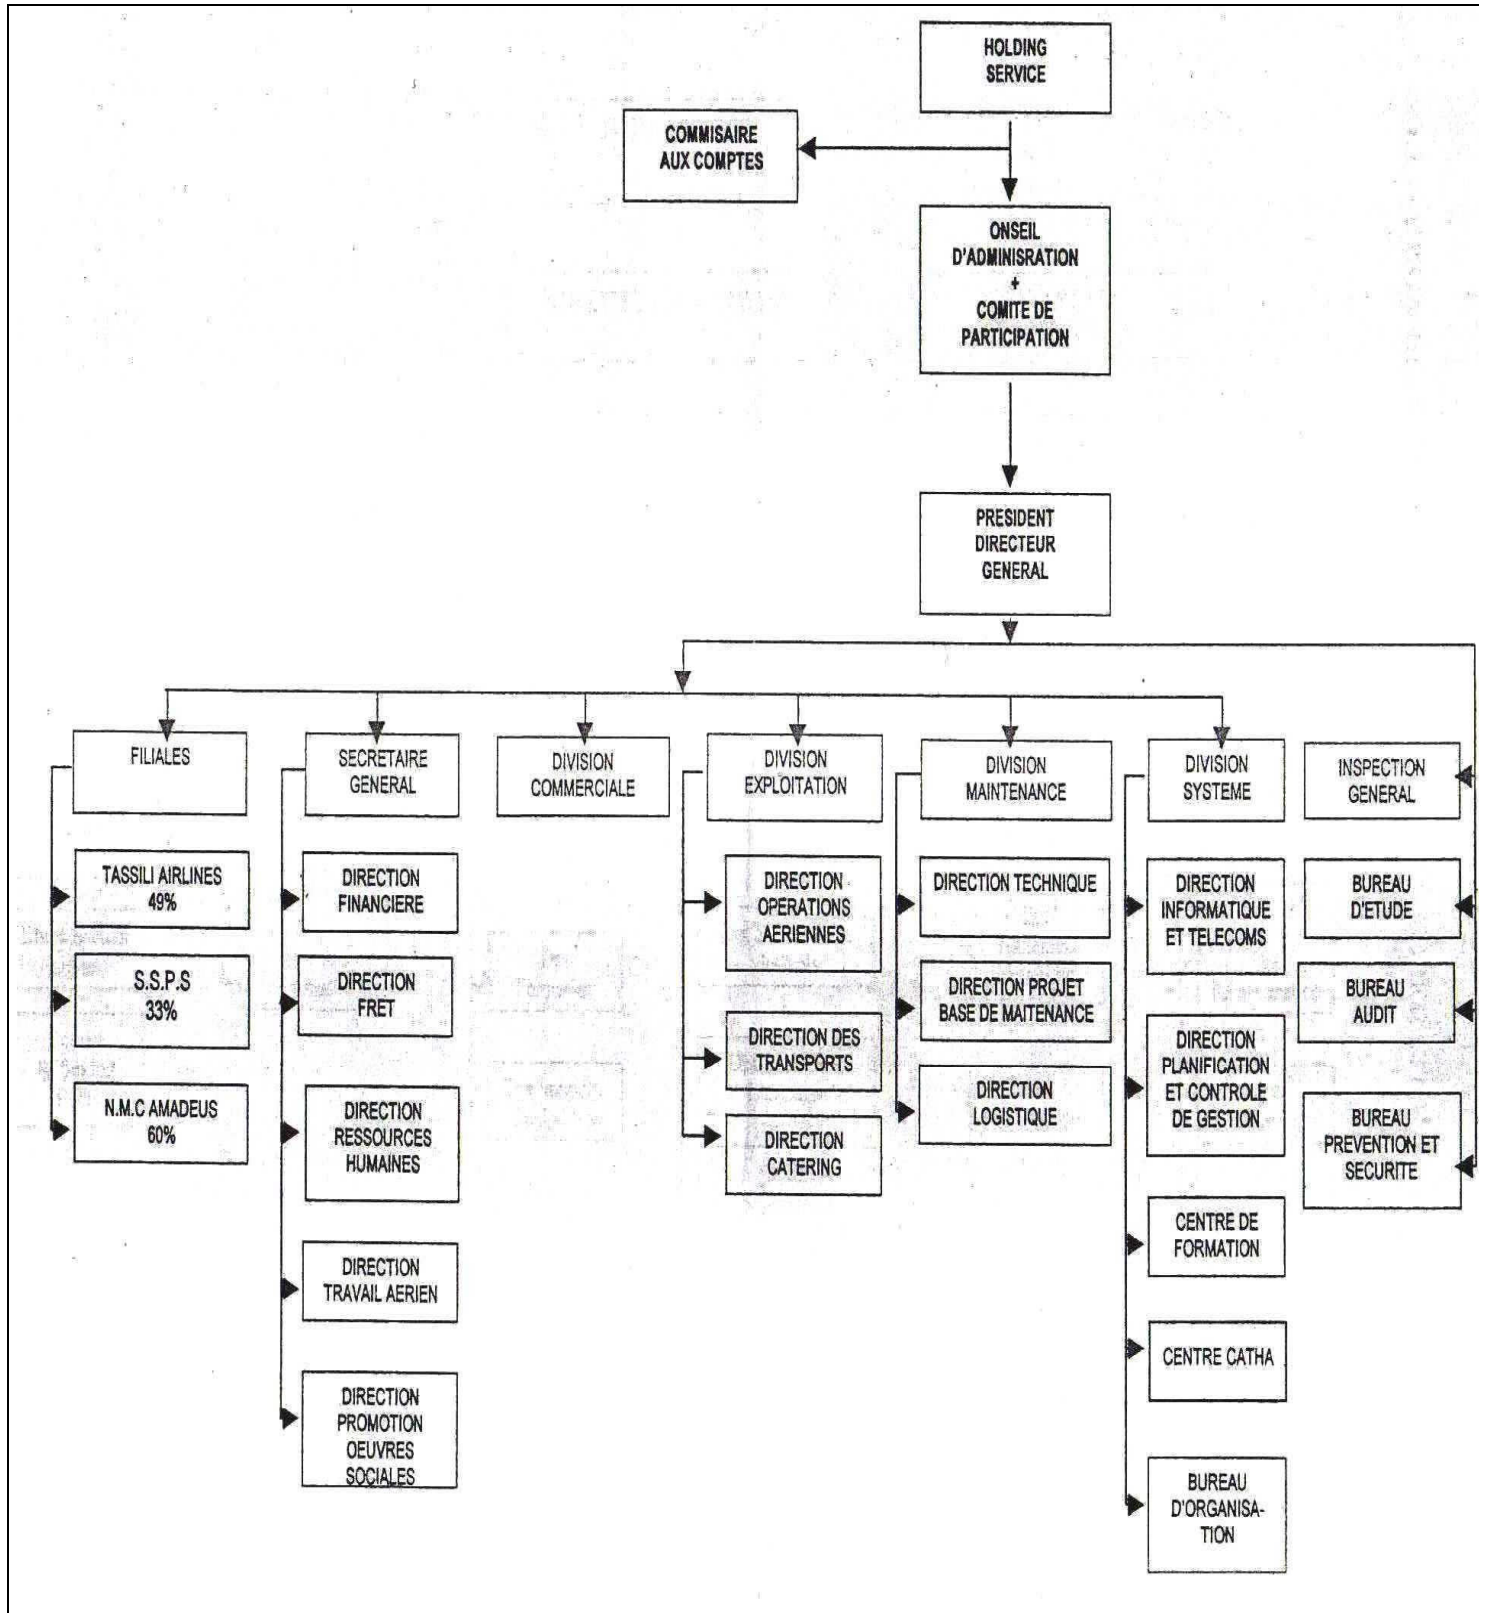 HOLDING
SERVICE
COMMISAIRE
AUX COMPTES
ONSEIL
D'ADMINISRATION
+
COMITE DE
PARTICIPATION
PRESIDENT
DIRECTEUR
GENERAL
FILIALES
SECRETAIRE
GENERAL
DIVISION
COMMERCIALE
DIVISION
EXPLOITATION
DIVISION
MAINTENANCE
DIVISION
SYSTEME
INSPECTION
GENERAL
TASSILI AIRLINES
49%
S.S.P.S
33%
N.M.C AMADEUS
60%
DIRECTION
FINANCIERE
DIRECTION
FRET
DIRECTION
RESSOURCES
HUMAINES
DIRECTION
TRAVAIL AERIEN
DIRECTION
PROMOTION
OEUVRES
SOCIALES
DIRECTION
OPERATIONS
AERIENNES
DIRECTION DES
TRANSPORTS
DIRECTION
CATERING
DIRECTION TECHNIQUE
DIRECTION PROJET
BASE DE MAITENANCE
DIRECTION
LOGISTIQUE
DIRECTION
INFORMATIQUE
ET TELECOMS
DIRECTION
PLANIFICATION
ET CONTROLE
DE GESTION
CENTRE DE
FORMATION
CENTRE CATHA
BUREAU
D'ORGANISA-
TION
BUREAU
D'ETUDE
BUREAU
AUDIT
BUREAU
PREVENTION ET
SECURITE